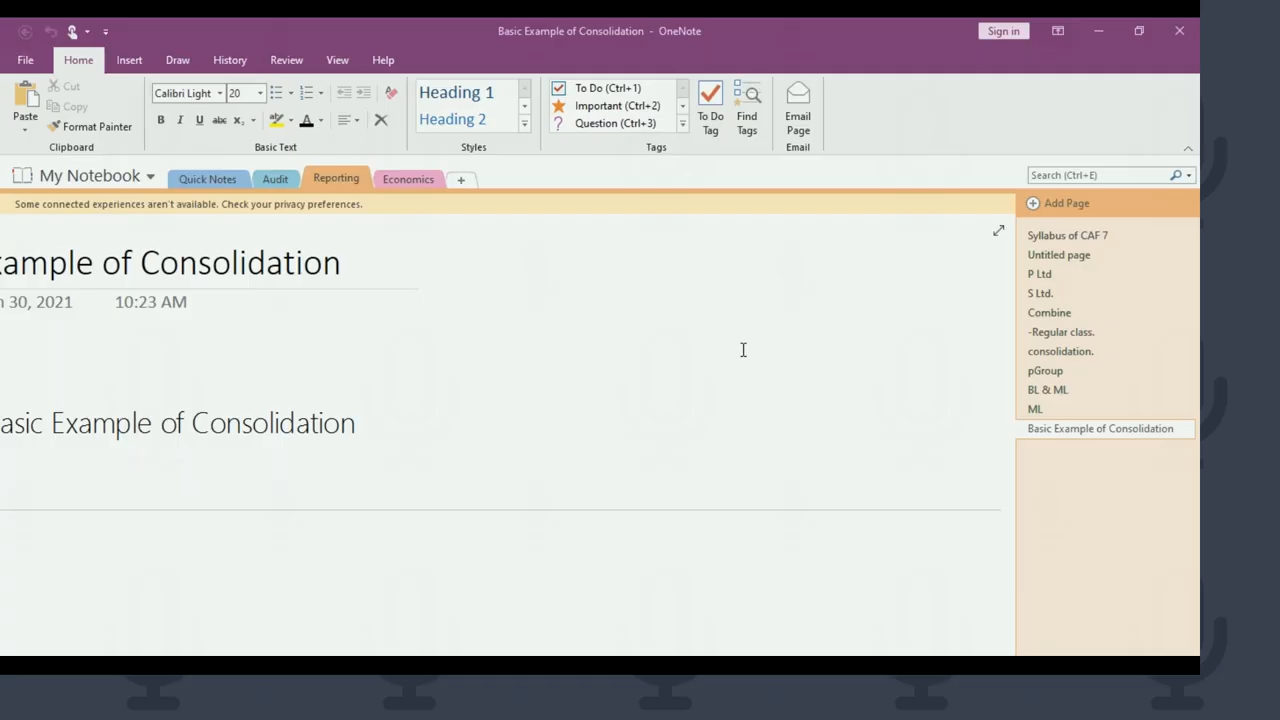 Basic Example of Consolidation - OneNote
Sign in
File Home Insert Draw History Review View Help
Paste
Cut
Copy
Format Painter
Clipboard
Calibri Light 20
B I U abc x₂ ab A
Basic Text
Heading 1
Heading 2
Styles
To Do (Ctrl+1)
Important (Ctrl+2)
Question (Ctrl+3)
To Do
Tag
Find
Tags
Tags
Email
Page
Email
My Notebook Quick Notes Audit Reporting Economics
Search (Ctrl+E)
Some connected experiences aren't available. Check your privacy preferences.
xample of Consolidation
30, 2021 10:23 AM
asic Example of Consolidation
Add Page
Syllabus of CAF 7
Untitled page
P Ltd
S Ltd.
Combine
-Regular class.
consolidation.
pGroup
BL & ML
ML
Basic Example of Consolidation